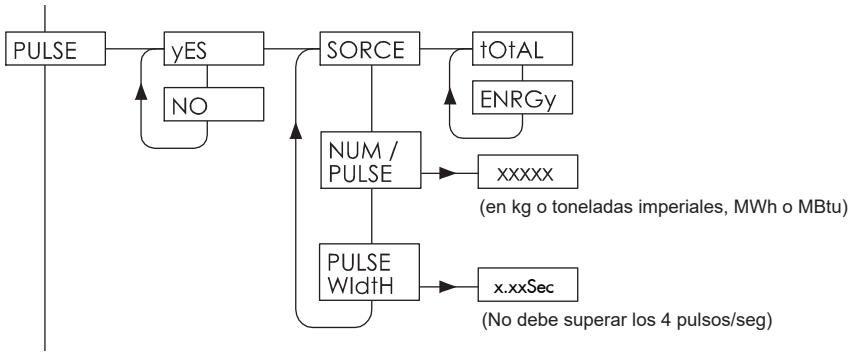 PULSE
yES
SORCE
tOtAL
NO
ENRGy
NUM /
PULSE
xxxxx
(en kg o toneladas imperiales, MWh o MBtu)
PULSE
WIdtH
x.xxSec
(No debe superar los 4 pulsos/seg)